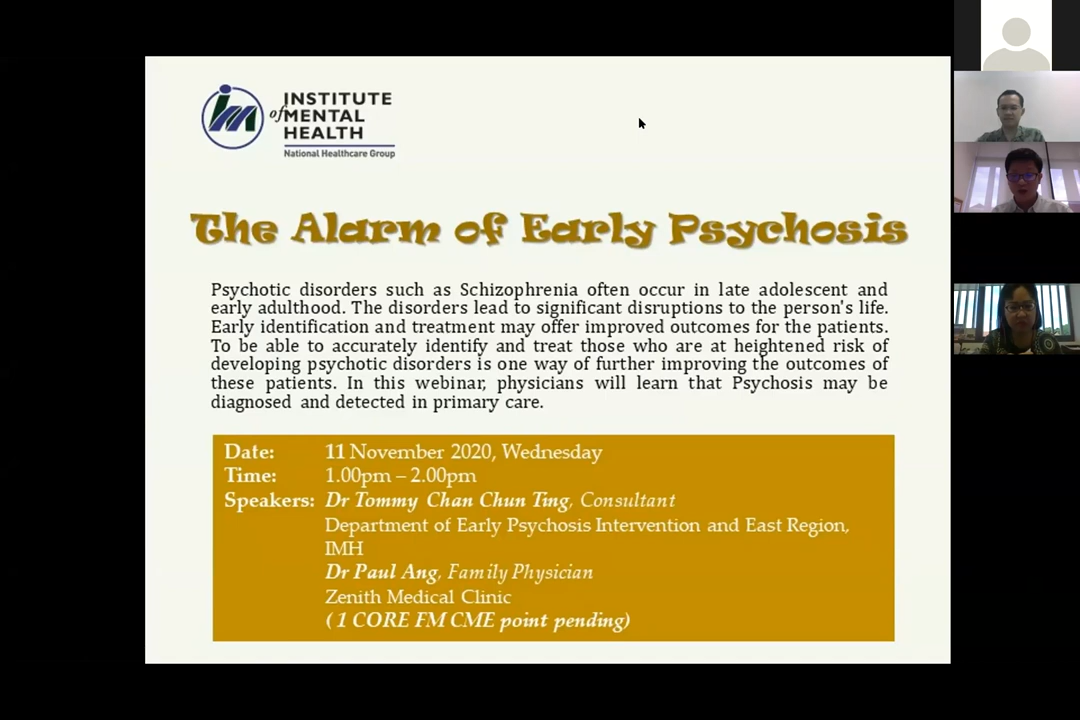 im
INSTITUTE
of MENTAL
HEALTH
National Healthcare Group
The Alarm of Early Psychosis
Psychotic disorders such as Schizophrenia often occur in late adolescent and
early adulthood. The disorders lead to significant disruptions to the person's life.
Early identification and treatment may offer improved outcomes for the patients.
To be able to accurately identify and treat those who are at heightened risk of
developing psychotic disorders is one way of further improving the outcomes of
these patients. In this webinar, physicians will learn that Psychosis may be
diagnosed and detected in primary care.
Date: 11 November 2020, Wednesday
Time: 1.00pm – 2.00pm
Speakers: Dr Tommy Chan Chun Ting, Consultant
Department of Early Psychosis Intervention and East Region,
IMH
Dr Paul Ang, Family Physician
Zenith Medical Clinic
( 1 CORE FM CME point pending)